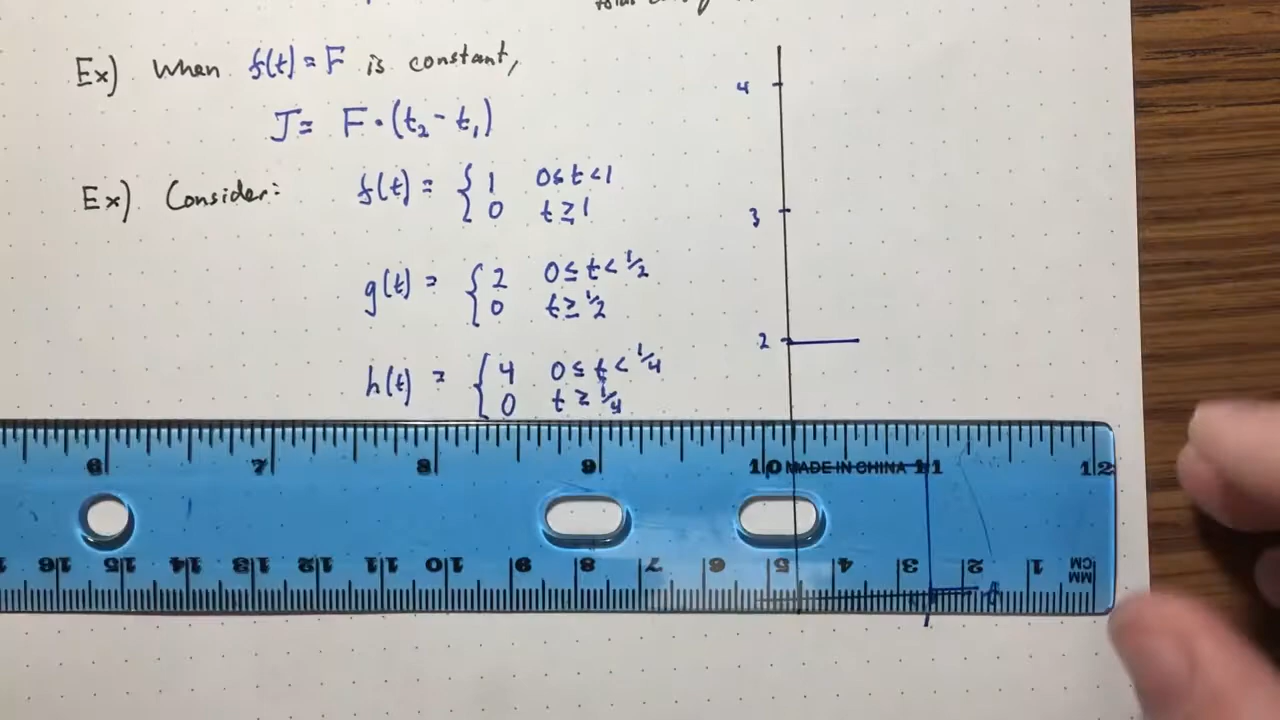 Ex) When f(t) = F is constant,
J = F · (t₂ - t₁)
Ex) Consider: f(t) = { 1 0 ≤ t < 1
0 t ≥ 1
g(t) = { 2 0 ≤ t < 1/2
0 t ≥ 1/2
h(t) = { 4 0 ≤ t < 1/4
0 t ≥ 1/4
4
3
2
6 7 8 9 10 MADE IN CHINA 11 12
16 15 14 13 12 11 10 9 8 7 6 5 4 3 2 1 MM
CM